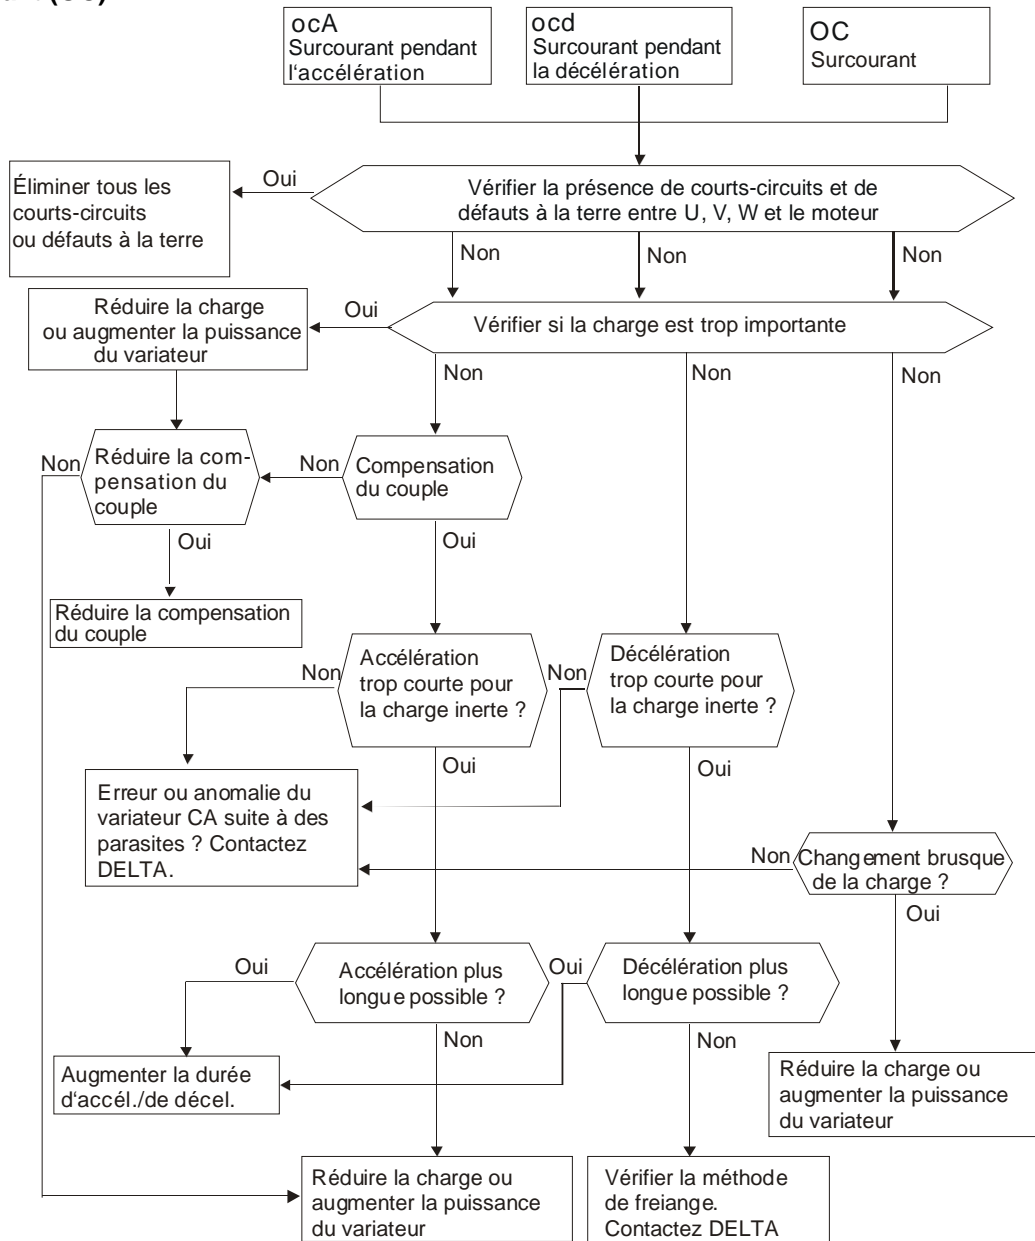 ocA
Surcourant pendant
l'accélération
ocd
Surcourant pendant
la décélération
OC
Surcourant
Éliminer tous les
courts-circuits
ou défauts à la terre
Oui
Vérifier la présence de courts-circuits et de
défauts à la terre entre U, V, W et le moteur
Non
Non
Non
Réduire la charge
ou augmenter la puissance
du variateur
Oui
Vérifier si la charge est trop importante
Non
Non
Non
Non
Réduire la com-
pensation du
couple
Non
Compensation
du couple
Oui
Oui
Réduire la compensation
du couple
Non
Accélération
trop courte pour
la charge inerte ?
Non
Décélération
trop courte pour
la charge inerte ?
Oui
Oui
Erreur ou anomalie du
variateur CA suite à des
parasites ? Contactez
DELTA.
Non
Changement brusque
de la charge ?
Oui
Oui
Accélération plus
longue possible ?
Oui
Décélération plus
longue possible ?
Non
Non
Augmenter la durée
d'accél./de décel.
Réduire la charge ou
augmenter la puissance
du variateur
Réduire la charge ou
augmenter la puissance
du variateur
Vérifier la méthode
de freiange.
Contactez DELTA